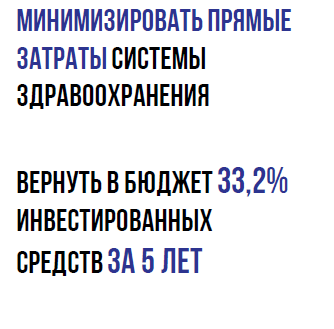 МИНИМИЗИРОВАТЬ ПРЯМЫЕ
ЗАТРАТЫ СИСТЕМЫ
ЗДРАВООХРАНЕНИЯ
ВЕРНУТЬ В БЮДЖЕТ 33,2%
ИНВЕСТИРОВАННЫХ
СРЕДСТВ ЗА 5 ЛЕТ